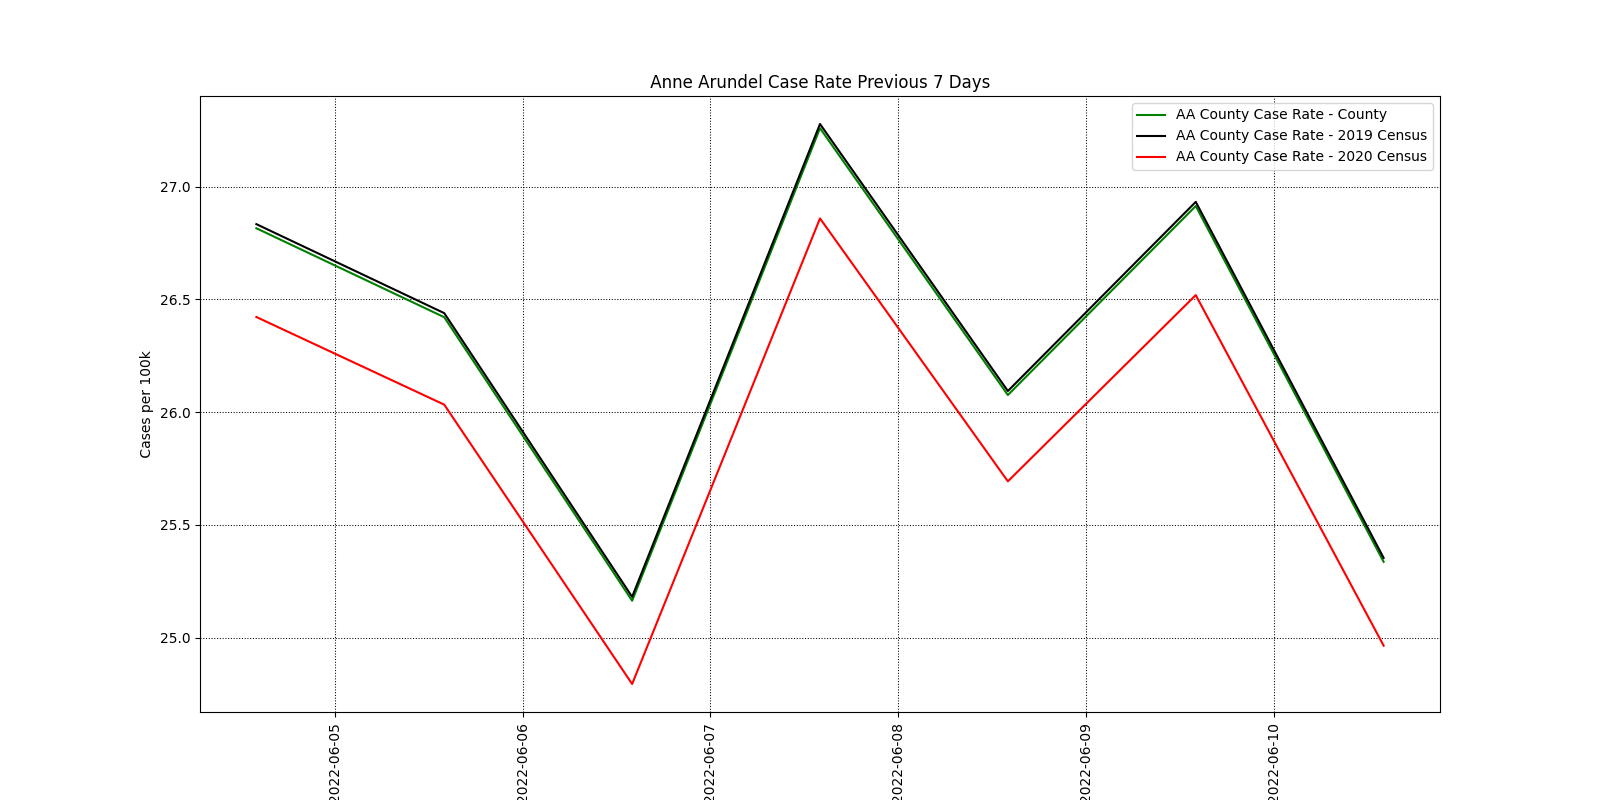 Anne Arundel Case Rate Previous 7 Days
AA County Case Rate - County
AA County Case Rate - 2019 Census
AA County Case Rate - 2020 Census
Cases per 100k
27.0
26.5
26.0
25.5
25.0
2022-06-05
2022-06-06
2022-06-07
2022-06-08
2022-06-09
2022-06-10